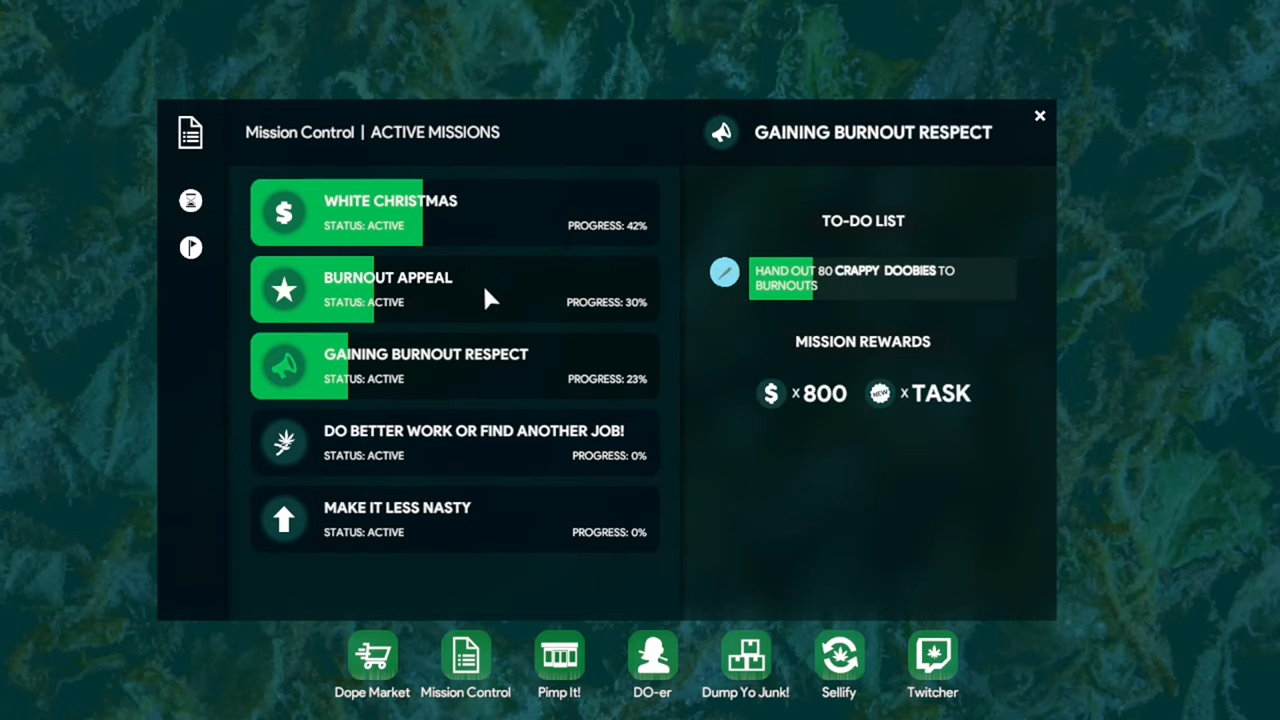 Mission Control | ACTIVE MISSIONS
WHITE CHRISTMAS
STATUS: ACTIVE
PROGRESS: 42%
BURNOUT APPEAL
STATUS: ACTIVE
PROGRESS: 30%
GAINING BURNOUT RESPECT
STATUS: ACTIVE
PROGRESS: 23%
DO BETTER WORK OR FIND ANOTHER JOB!
STATUS: ACTIVE
PROGRESS: 0%
MAKE IT LESS NASTY
STATUS: ACTIVE
PROGRESS: 0%
GAINING BURNOUT RESPECT
TO-DO LIST
HAND OUT 80 CRAPPY DOOBIES TO
BURNOUTS
MISSION REWARDS
$ x 800 NEW x TASK
Dope Market
Mission Control
Pimp It!
DO-er
Dump Yo Junk!
Sellify
Twitcher